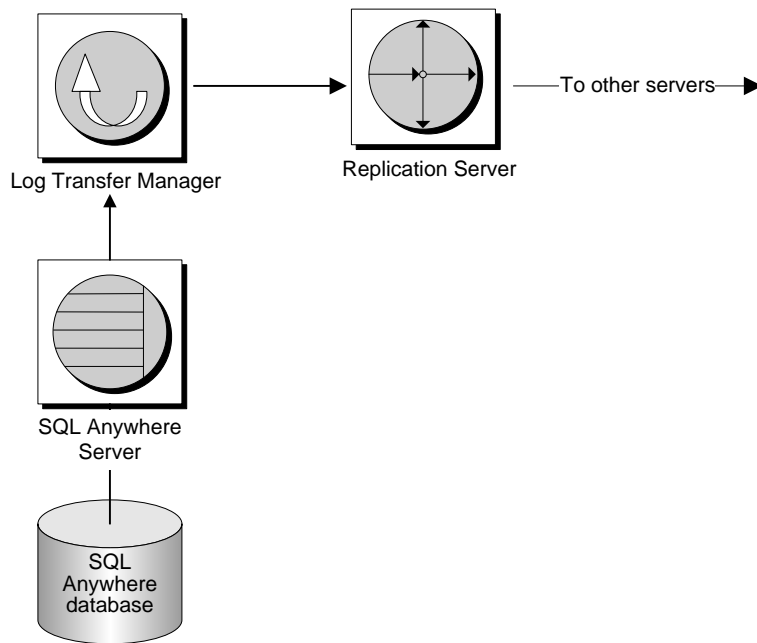 To other servers
Log Transfer Manager
Replication Server
SQL Anywhere
Server
SQL
Anywhere
database